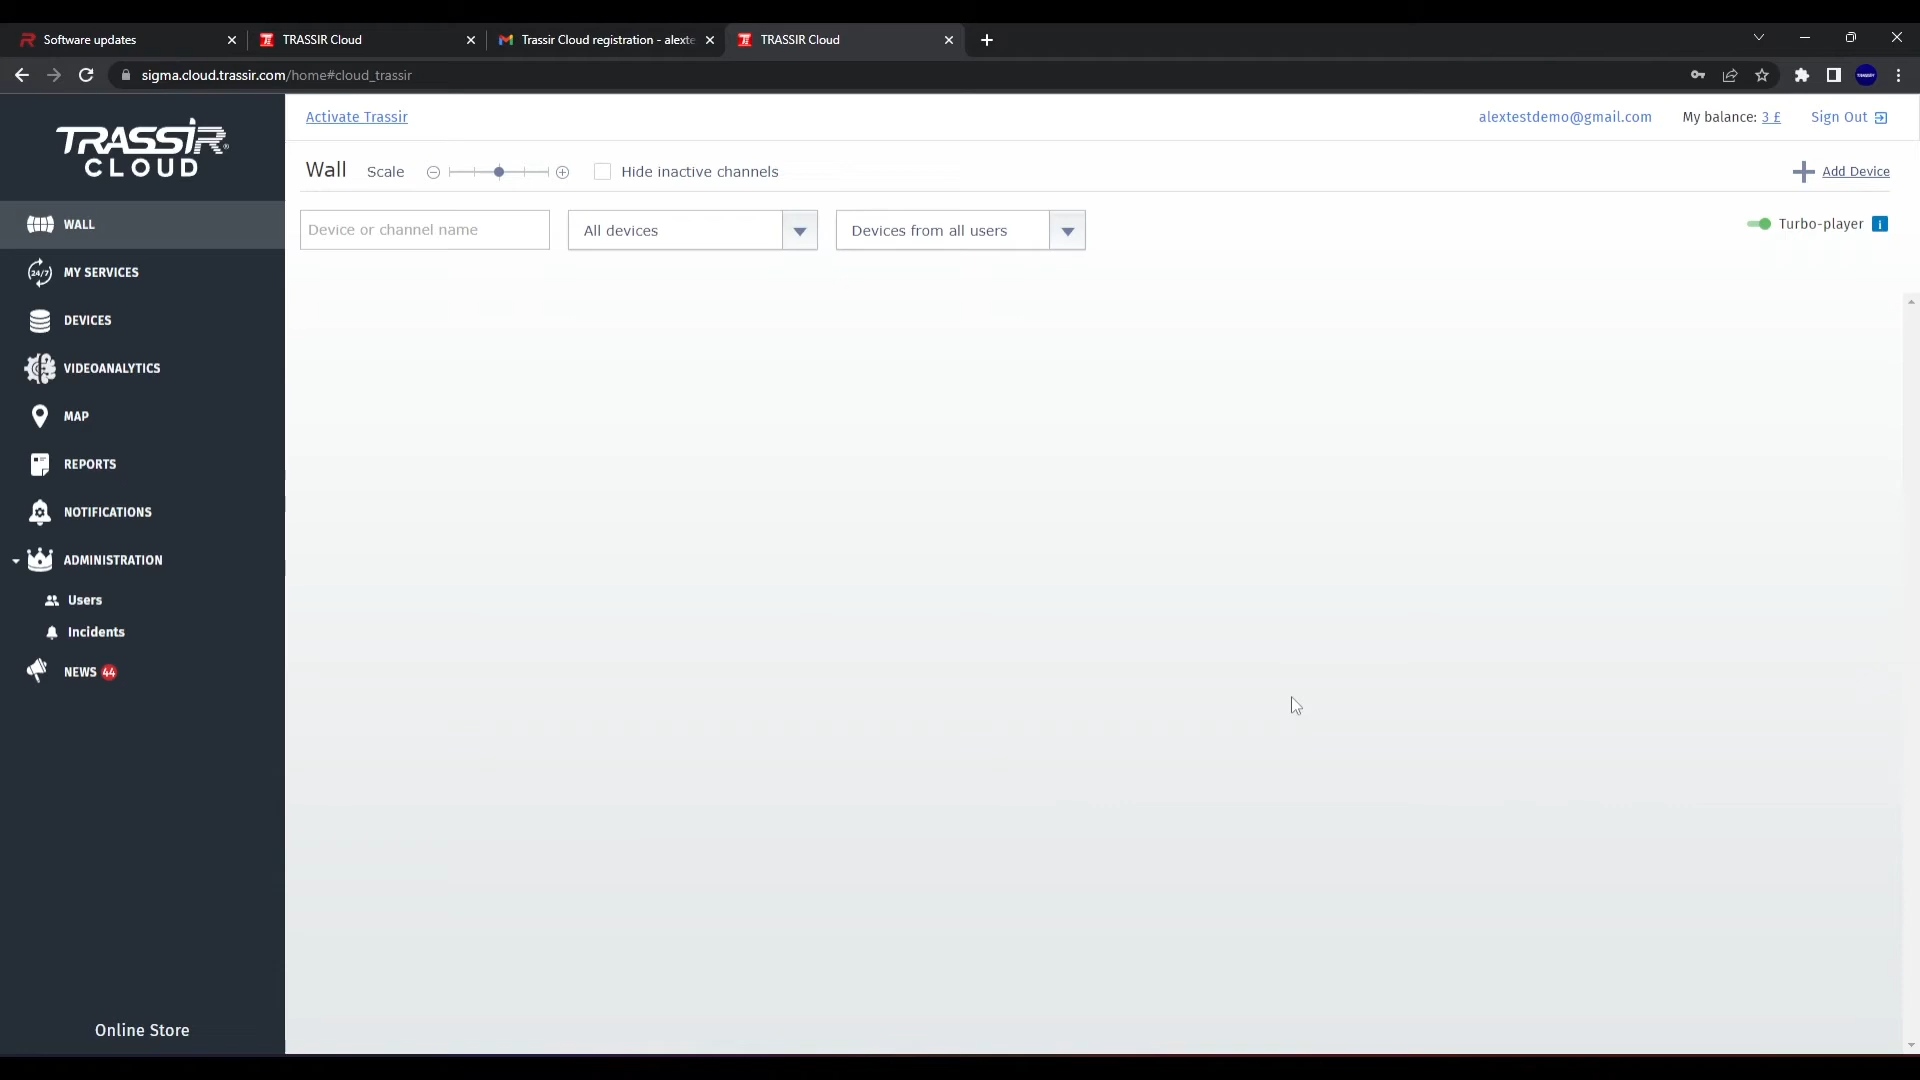 Software updates
TRASSIR Cloud
Trassir Cloud registration - alexte
TRASSIR Cloud
sigma.cloud.trassir.com/home#cloud_trassir
TRASSIR®
CLOUD
Activate Trassir
alextestdemo@gmail.com
My balance: 3 £
Sign Out
Wall
Scale
Hide inactive channels
Add Device
Device or channel name
All devices
Devices from all users
Turbo-player i
WALL
24/7 MY SERVICES
DEVICES
VIDEOANALYTICS
MAP
REPORTS
NOTIFICATIONS
ADMINISTRATION
Users
Incidents
NEWS 44
Online Store